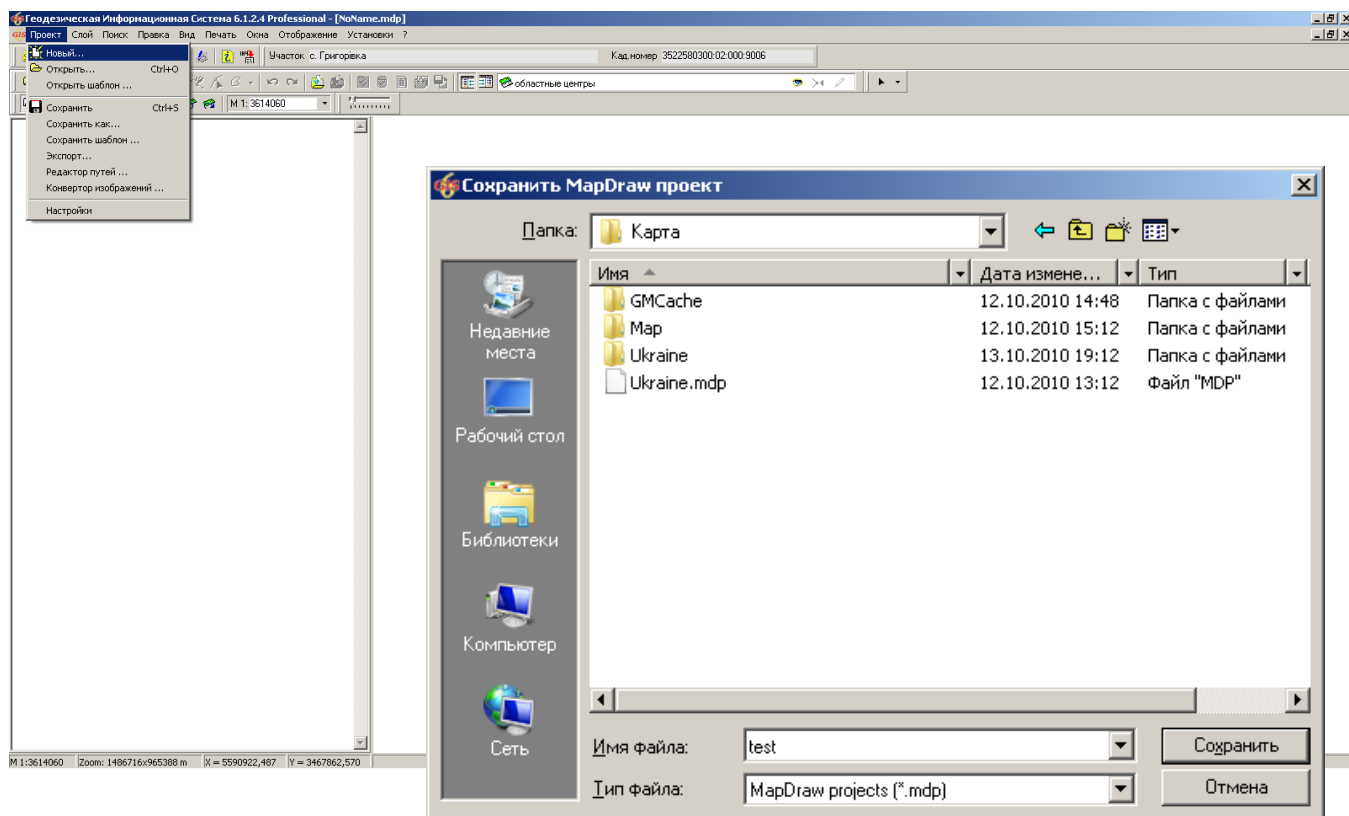 Геодезическая Информационная Система 6.1.2.4 Professional - [NoName.mdp]
GIS Проект Слой Поиск Правка Вид Печать Окна Отображение Установки ?
Новый...
Участок с. Григорівка
Кад.номер 3522580300:02:000:9006
Открыть... Ctrl+O
Открыть шаблон ...
областные центры
Сохранить Ctrl+S
M 1: 3614060
Сохранить как...
Сохранить шаблон ...
Экспорт...
Редактор путей ...
Конвертор изображений ...
Настройки
Сохранить MapDraw проект
Папка: Карта
Имя Дата измене... Тип
GMCache 12.10.2010 14:48 Папка с файлами
Map 12.10.2010 15:12 Папка с файлами
Ukraine 13.10.2010 19:12 Папка с файлами
Ukraine.mdp 12.10.2010 13:12 Файл "MDP"
Недавние
места
Рабочий стол
Библиотеки
Компьютер
Сеть
Имя файла: test Сохранить
Тип файла: MapDraw projects (*.mdp) Отмена
M 1:3614060 Zoom: 1486716x965388 m X = 5590922,487 Y = 3467862,570